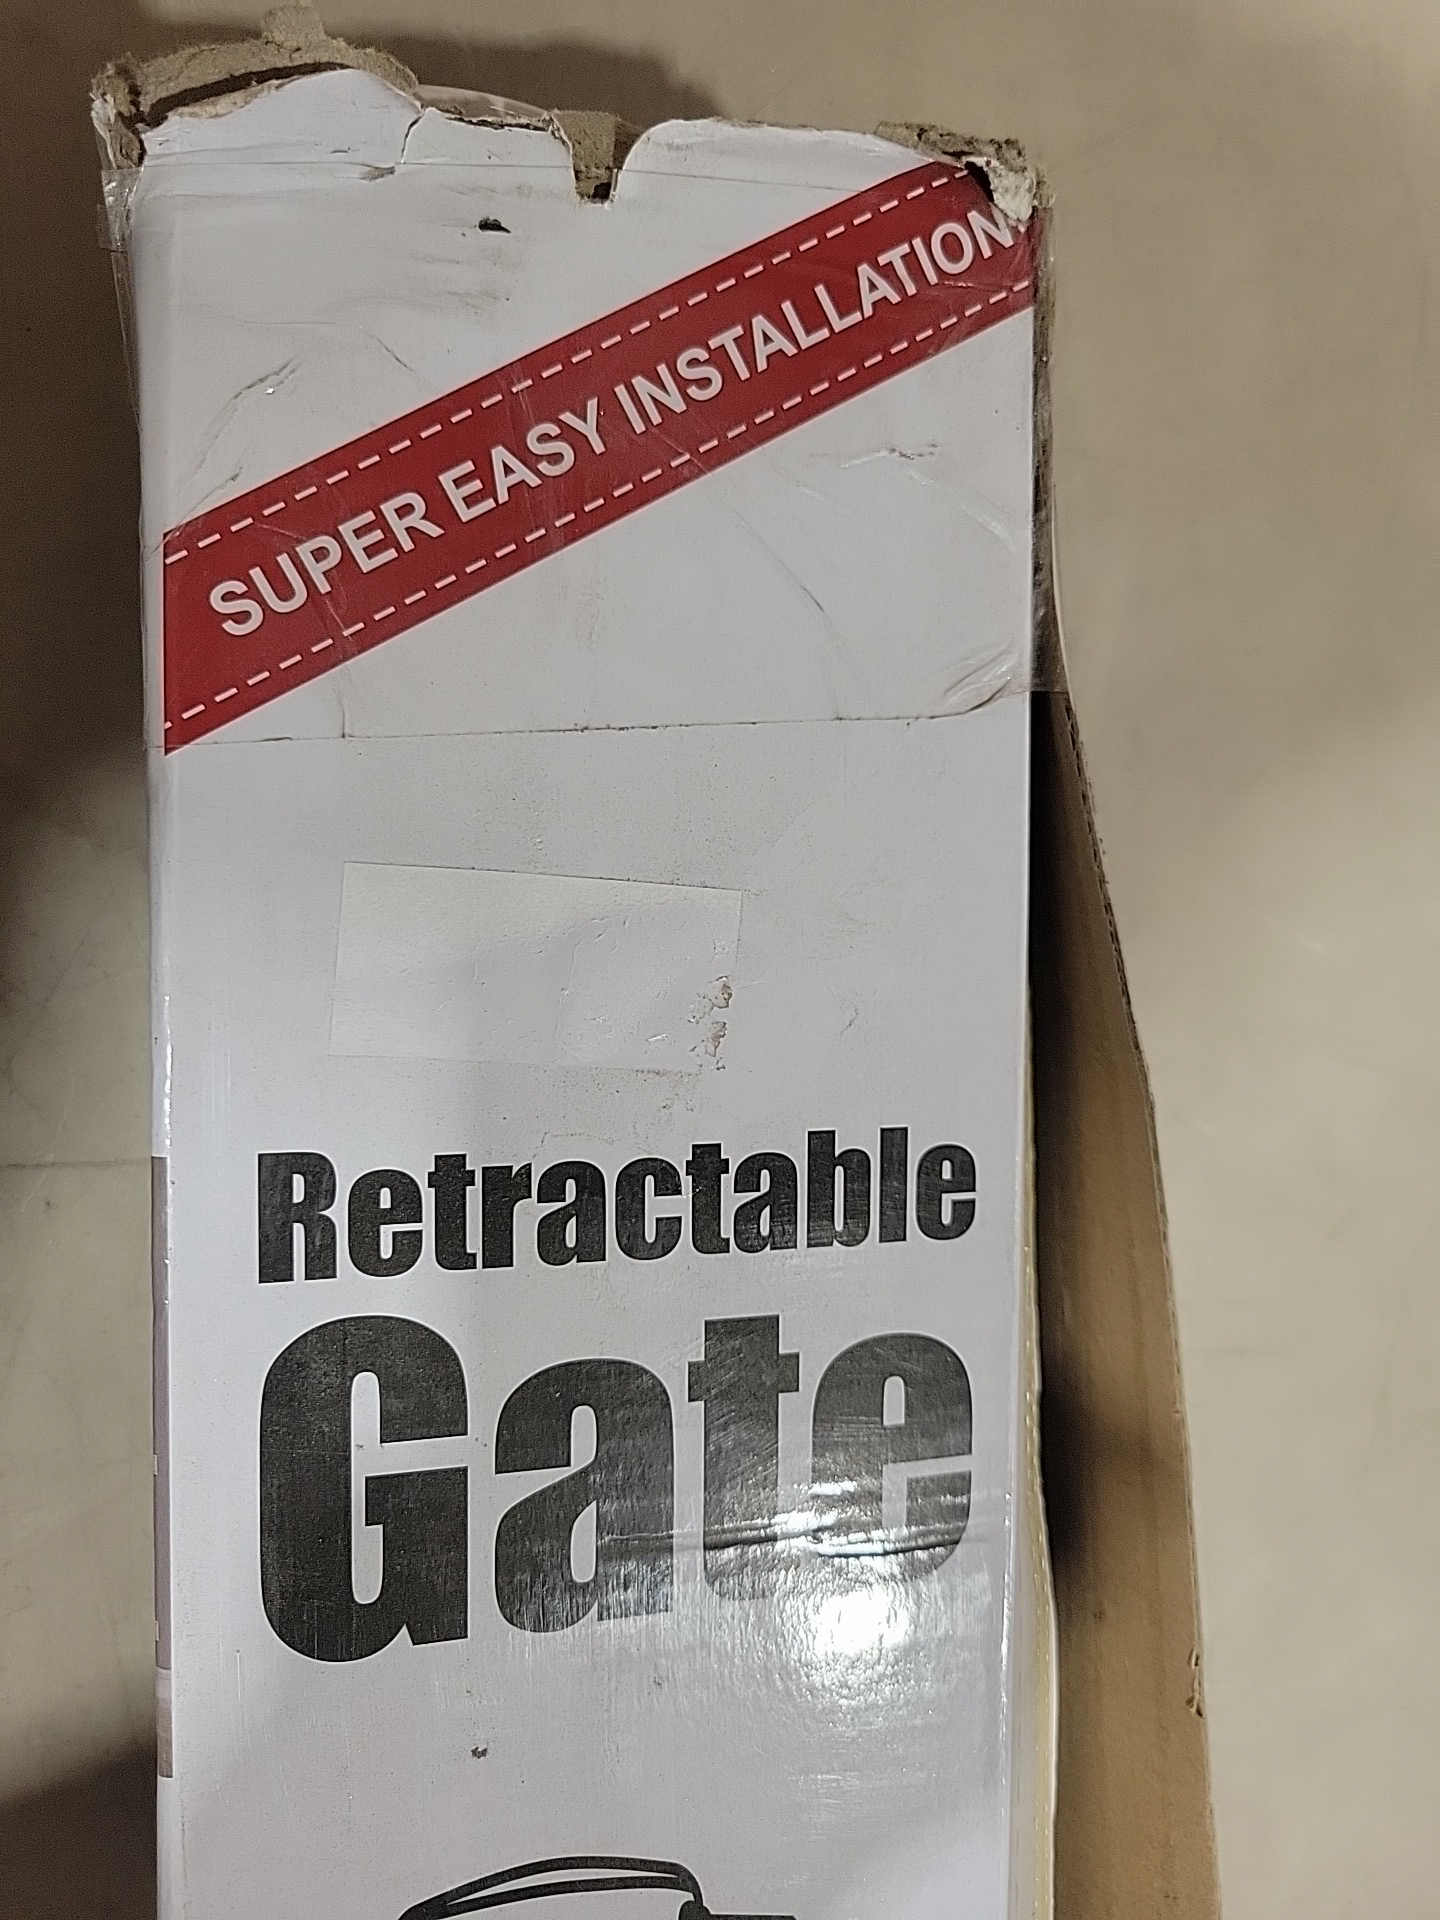 SUPER EASY INSTALLATION!
Retractable
Gate